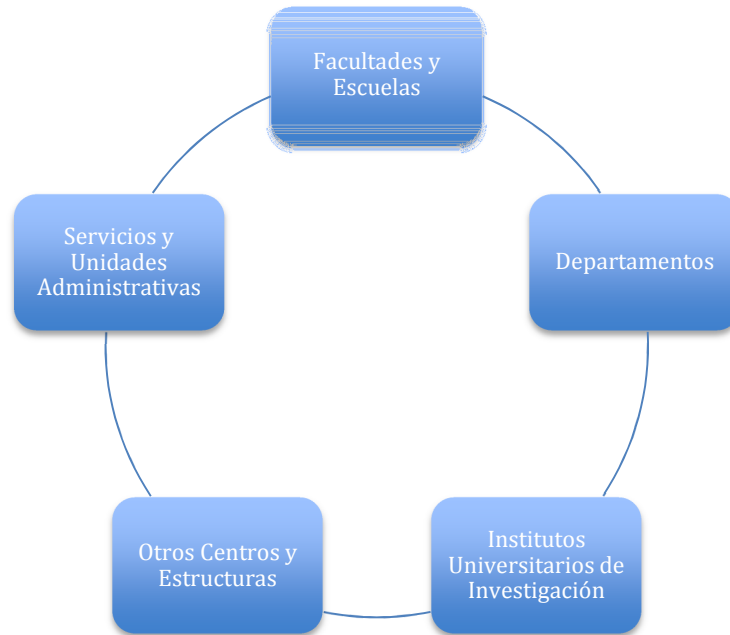 Facultades y
Escuelas
Departamentos
Institutos
Universitarios de
Investigación
Otros Centros y
Estructuras
Servicios y
Unidades
Administrativas